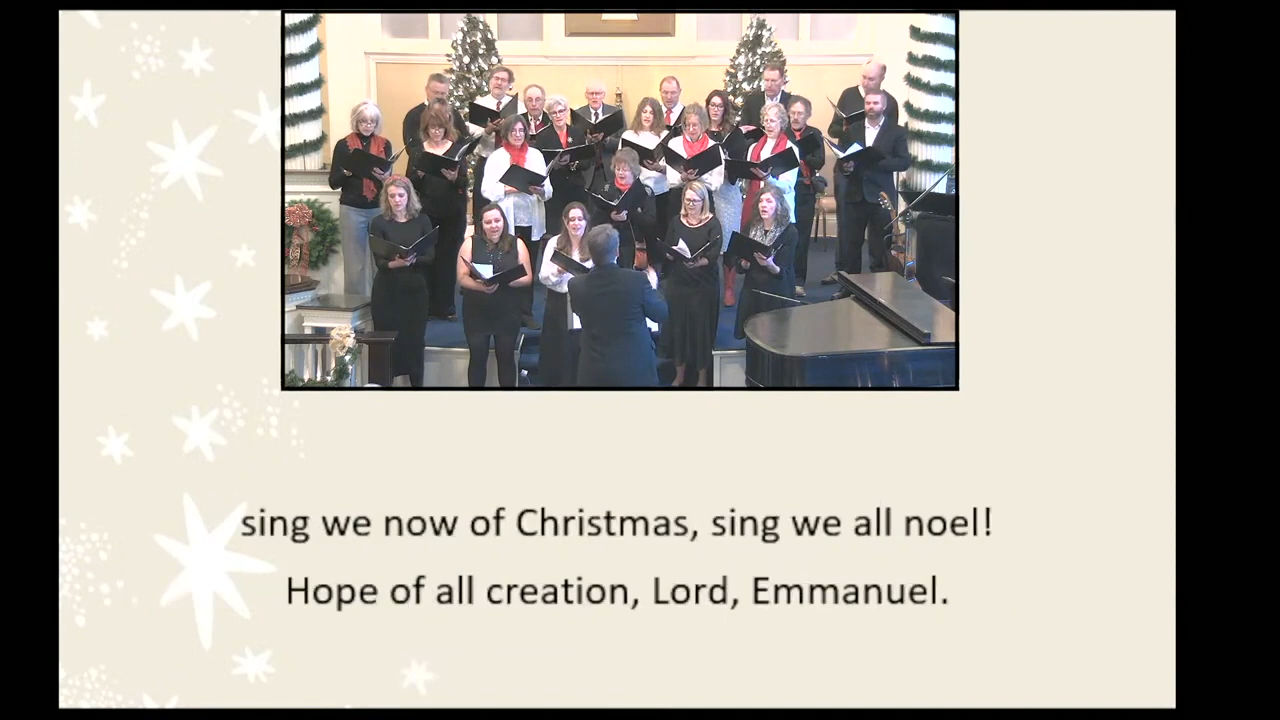 sing we now of Christmas, sing we all noel!
Hope of all creation, Lord, Emmanuel.